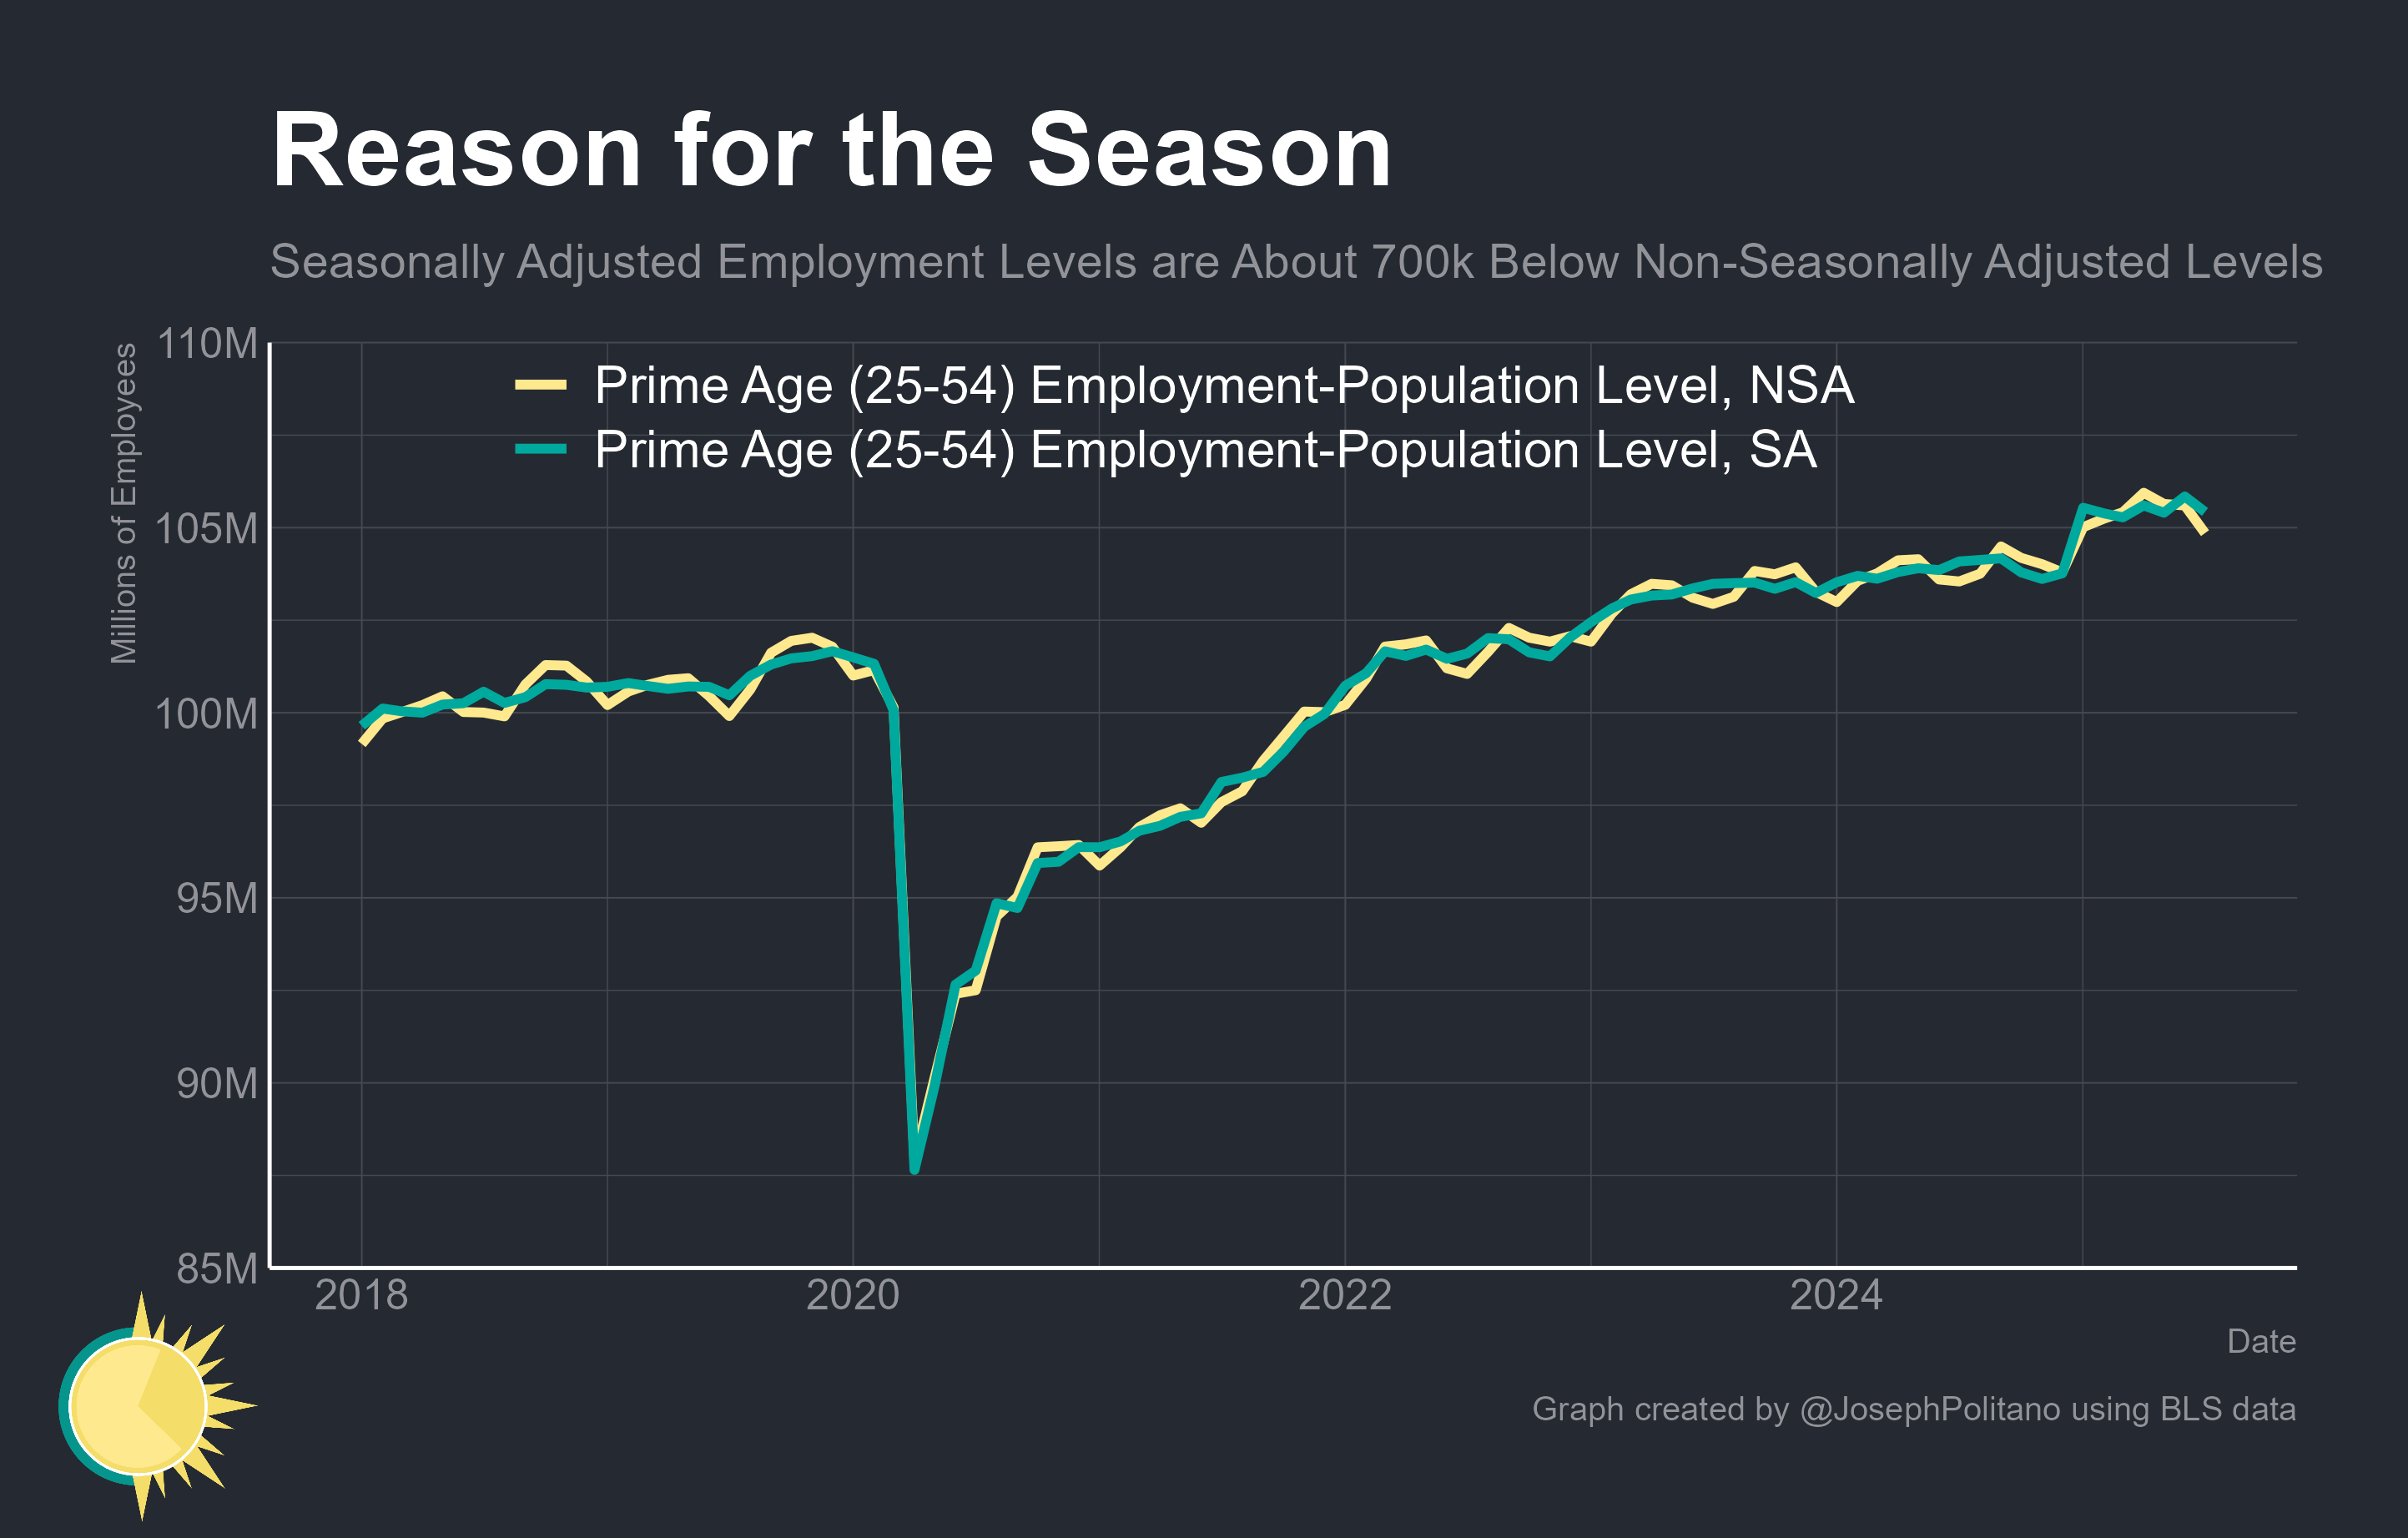 Reason for the Season
Seasonally Adjusted Employment Levels are About 700k Below Non-Seasonally Adjusted Levels
Millions of Employees
110M
105M
100M
95M
90M
85M
Prime Age (25-54) Employment-Population Level, NSA
Prime Age (25-54) Employment-Population Level, SA
2018
2020
2022
2024
Date
Graph created by @JosephPolitano using BLS data